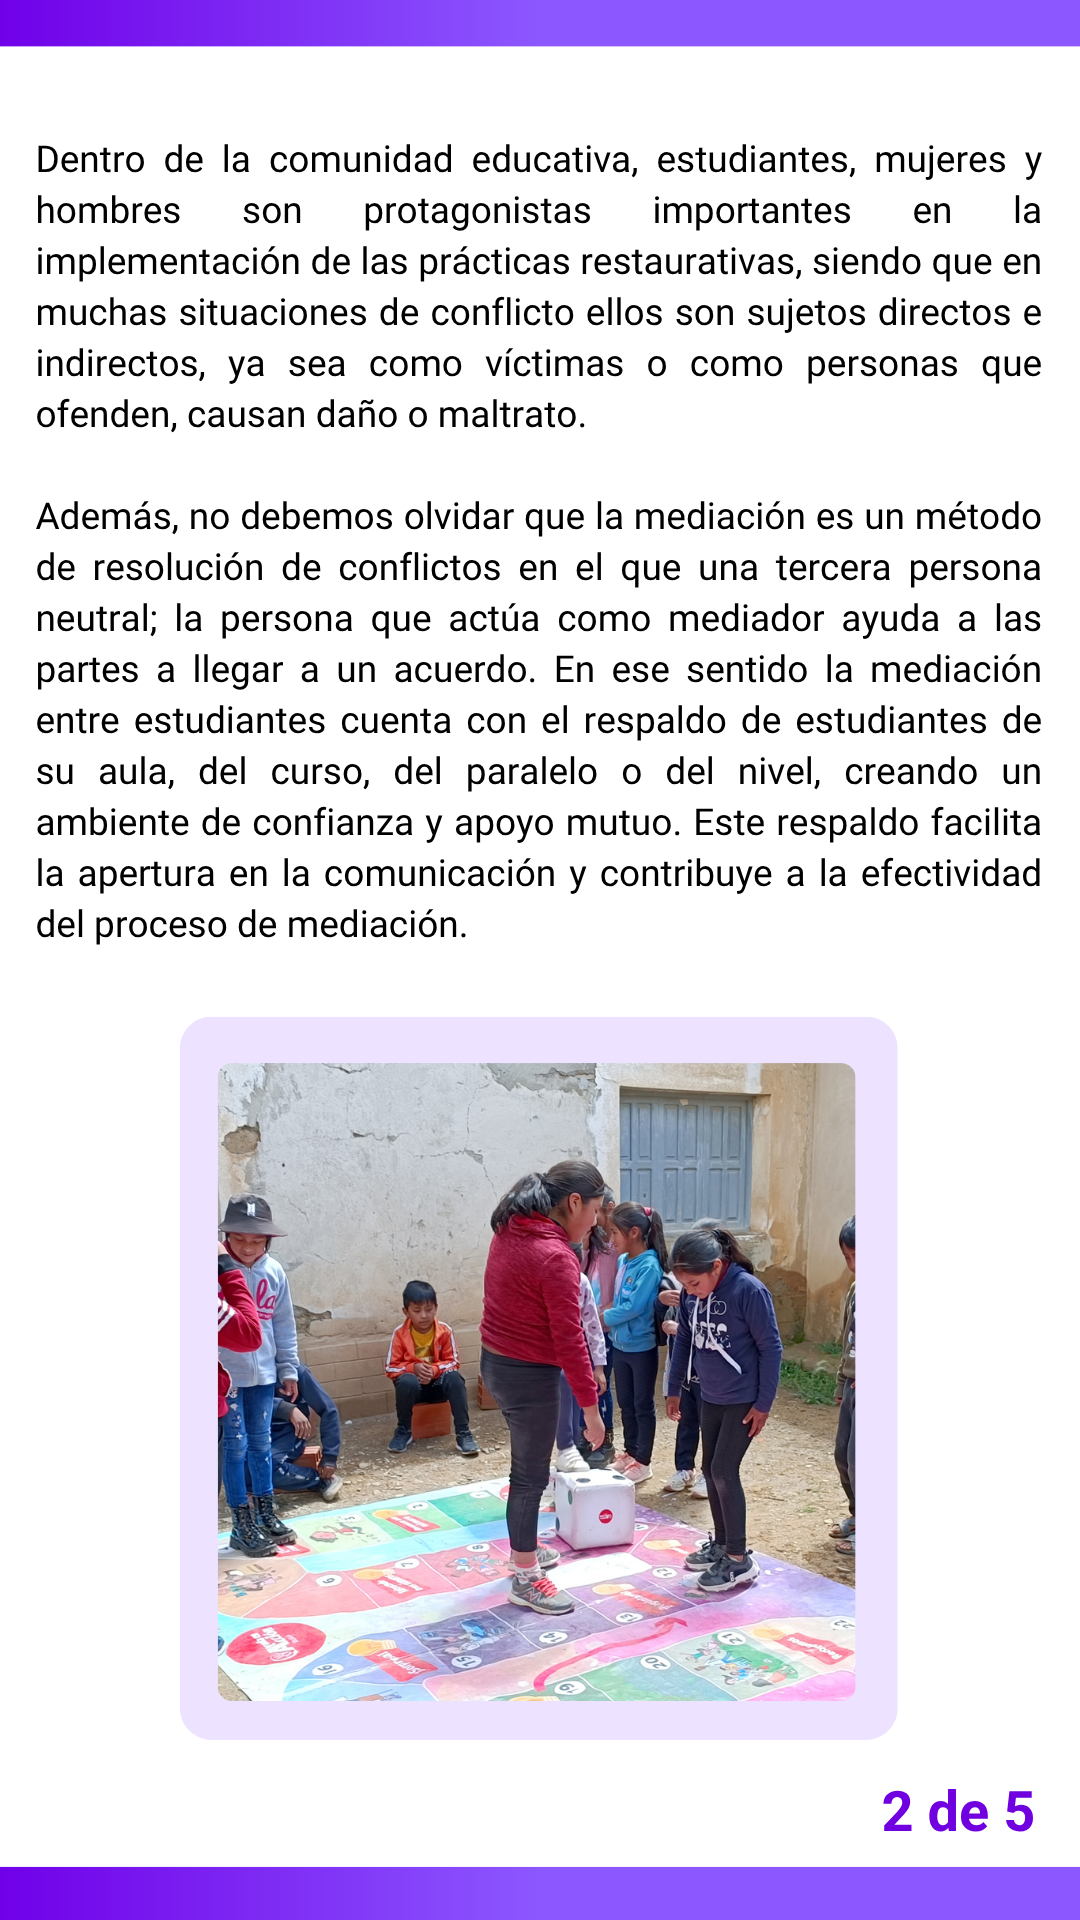 Dentro de la comunidad educativa, estudiantes, mujeres y
hombres son protagonistas importantes en la
implementación de las prácticas restaurativas, siendo que en
muchas situaciones de conflicto ellos son sujetos directos e
indirectos, ya sea como víctimas o como personas que
ofenden, causan daño o maltrato.
Además, no debemos olvidar que la mediación es un método
de resolución de conflictos en el que una tercera persona
neutral; la persona que actúa como mediador ayuda a las
partes a llegar a un acuerdo. En ese sentido la mediación
entre estudiantes cuenta con el respaldo de estudiantes de
su aula, del curso, del paralelo o del nivel, creando un
ambiente de confianza y apoyo mutuo. Este respaldo facilita
la apertura en la comunicación y contribuye a la efectividad
del proceso de mediación.
2 de 5